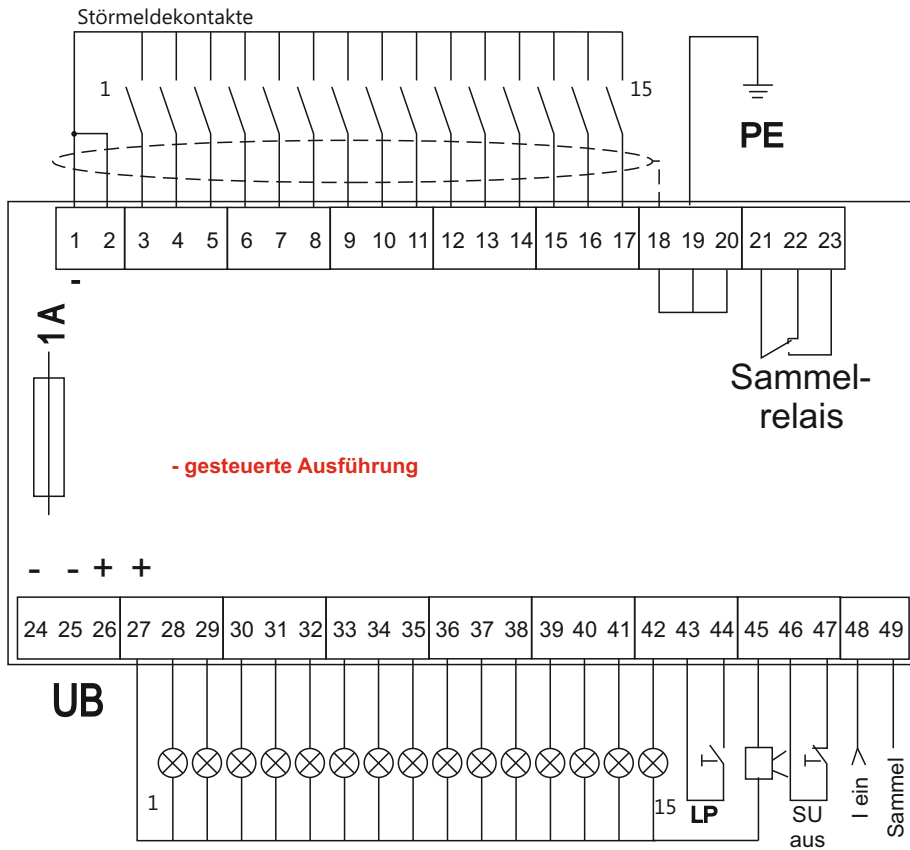 Störmeldekontakte
1
15
PE
1 2 3 4 5 6 7 8 9 10 11 12 13 14 15 16 17 18 19 20 21 22 23
-
1A
Sammel-
relais
- gesteuerte Ausführung
- - + +
24 25 26 27 28 29 30 31 32 33 34 35 36 37 38 39 40 41 42 43 44 45 46 47 48 49
UB
1
15
LP
SU
aus
I ein
Sammel